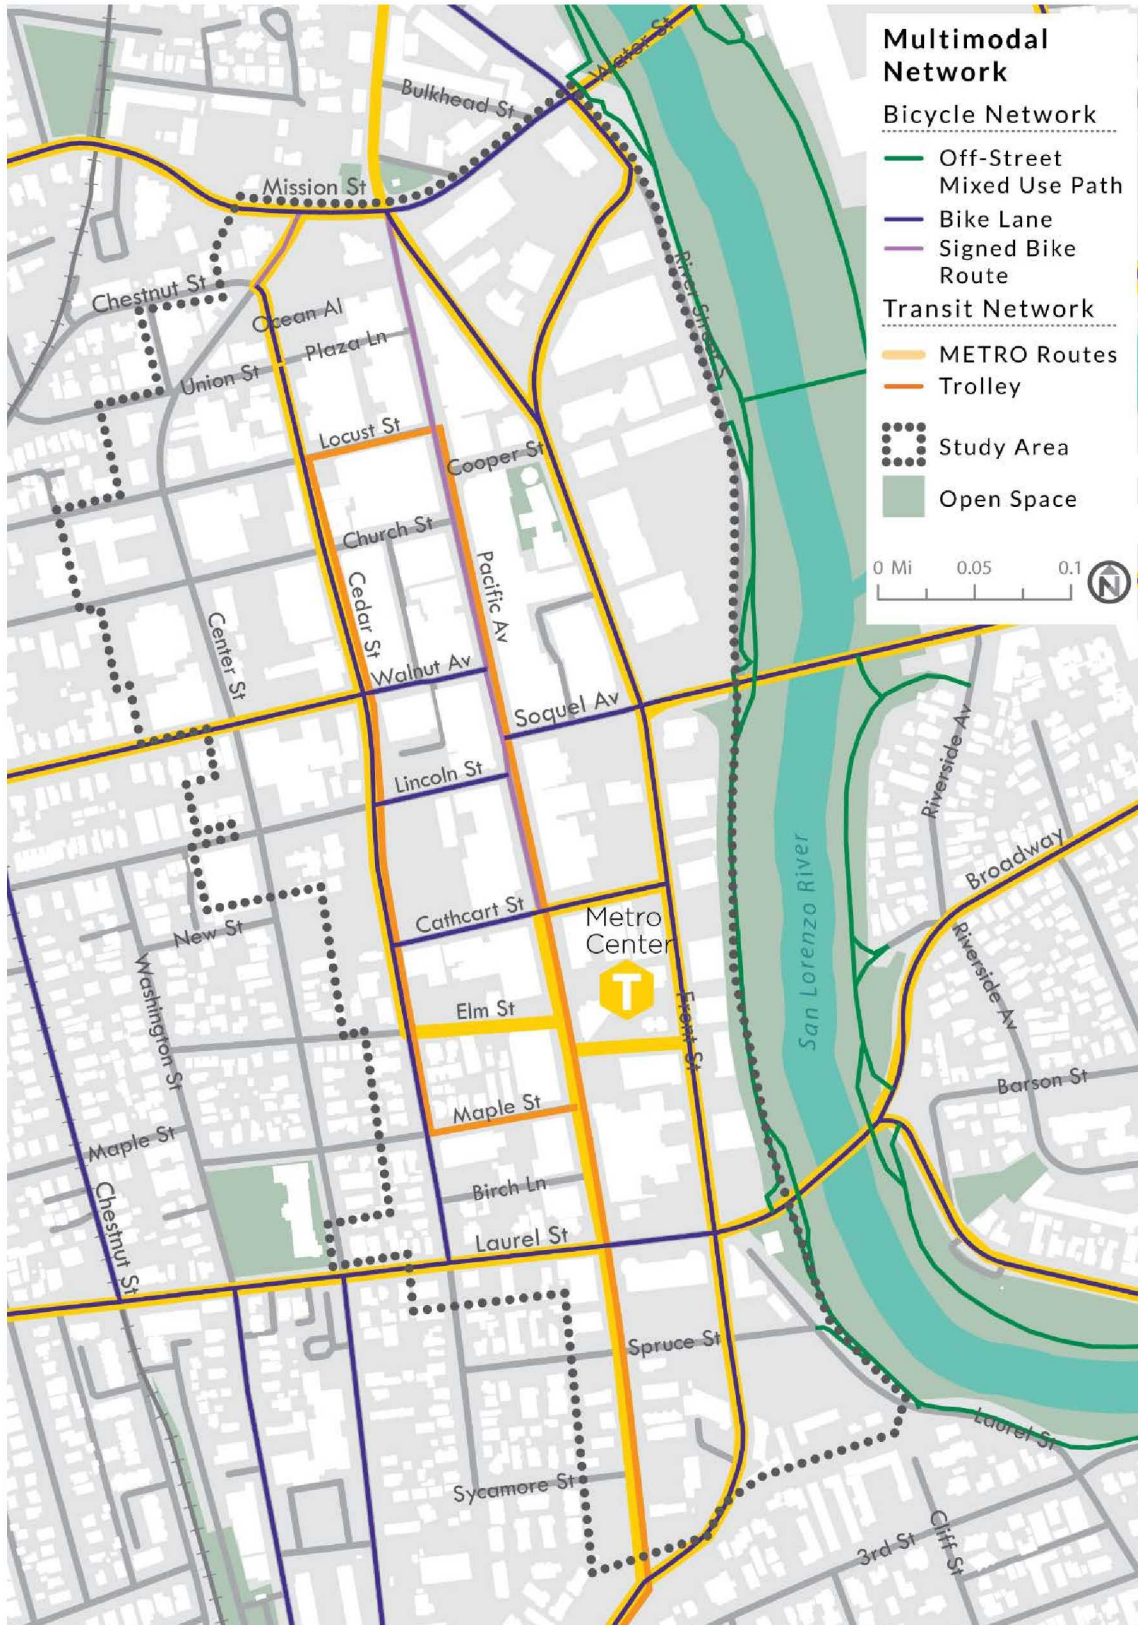 Water St
Bulkhead St
Mission St
Chestnut St
Ocean Al
Plaza Ln
Union St
River Street S
Locust St
Cooper St
Church St
Cedar St
Pacific Av
Center St
Walnut Av
Soquel Av
Lincoln St
Riverside Av
Broadway
Cathcart St
Metro
Center
T
New St
Washington St
San Lorenzo River
Riverside Av
Elm St
Front St
Barson St
Maple St
Maple St
Chestnut St
Birch Ln
Laurel St
Spruce St
Laurel St
Sycamore St
3rd St
Cliff St
Multimodal
Network
Bicycle Network
Off-Street
Mixed Use Path
Bike Lane
Signed Bike
Route
Transit Network
METRO Routes
Trolley
Study Area
Open Space
0 Mi 0.05 0.1
N